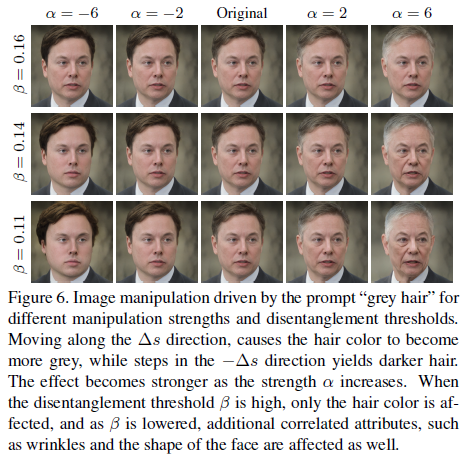 α = −6 α = −2 Original α = 2 α = 6
β = 0.16
β = 0.14
β = 0.11
Figure 6. Image manipulation driven by the prompt “grey hair” for
different manipulation strengths and disentanglement thresholds.
Moving along the Δs direction, causes the hair color to become
more grey, while steps in the −Δs direction yields darker hair.
The effect becomes stronger as the strength α increases. When
the disentanglement threshold β is high, only the hair color is af-
fected, and as β is lowered, additional correlated attributes, such
as wrinkles and the shape of the face are affected as well.